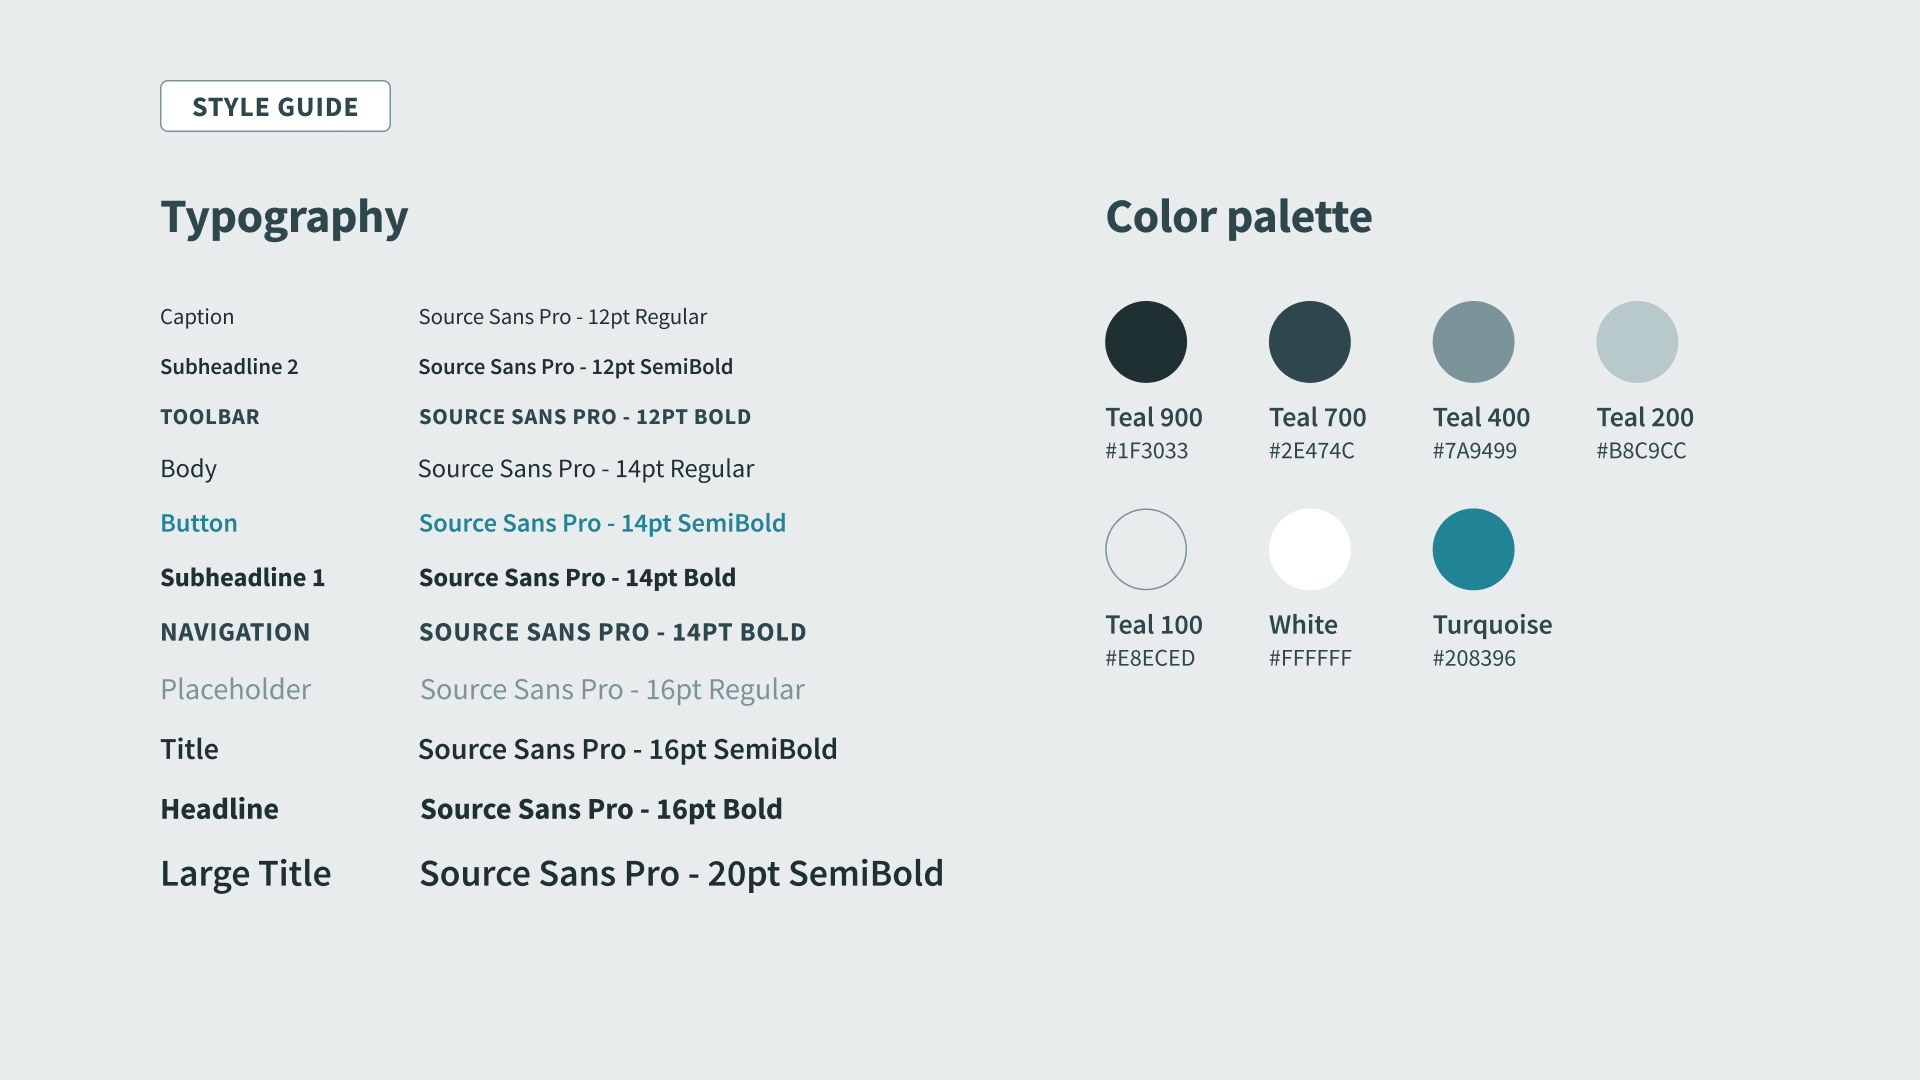 STYLE GUIDE
Typography
Caption Source Sans Pro - 12pt Regular
Subheadline 2 Source Sans Pro - 12pt SemiBold
TOOLBAR SOURCE SANS PRO - 12PT BOLD
Body Source Sans Pro - 14pt Regular
Button Source Sans Pro - 14pt SemiBold
Subheadline 1 Source Sans Pro - 14pt Bold
NAVIGATION SOURCE SANS PRO - 14PT BOLD
Placeholder Source Sans Pro - 16pt Regular
Title Source Sans Pro - 16pt SemiBold
Headline Source Sans Pro - 16pt Bold
Large Title Source Sans Pro - 20pt SemiBold
Color palette
Teal 900 Teal 700 Teal 400 Teal 200
#1F3033 #2E474C #7A9499 #B8C9CC
Teal 100 White Turquoise
#E8ECED #FFFFFF #208396